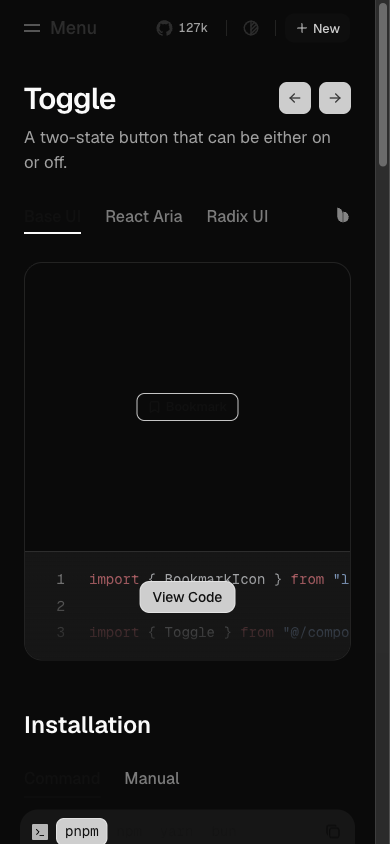 Menu 127k New
Toggle
A two-state button that can be either on
or off.
Base UI React Aria Radix UI
Bookmark
1 import { BookmarkIcon } from "l
2
View Code
3 import { Toggle } from "@/compo
Installation
Command Manual
pnpm